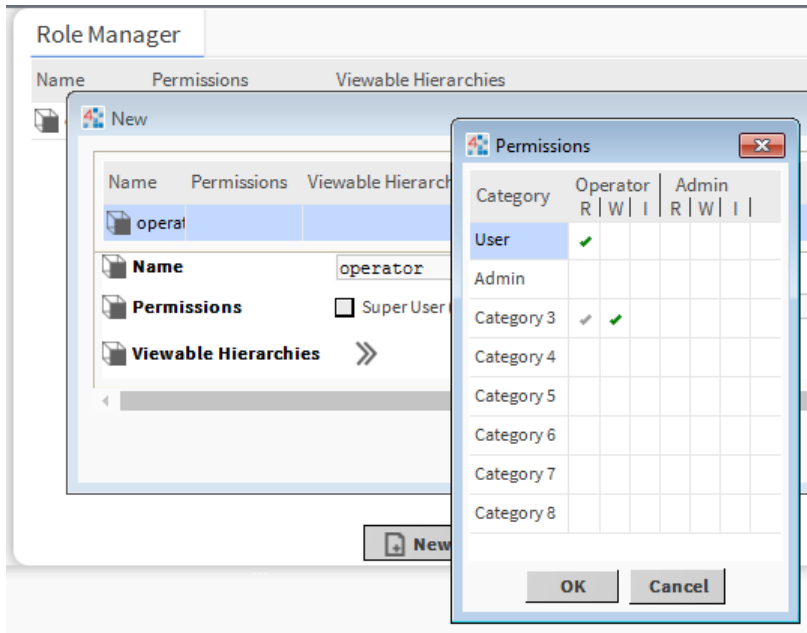 Role Manager
Name Permissions Viewable Hierarchies
New
Name Permissions Viewable Hierarch
operat
Name operator
Permissions Super User
Viewable Hierarchies
New
Permissions
Category Operator Admin
R W I R W I
User
Admin
Category 3
Category 4
Category 5
Category 6
Category 7
Category 8
OK Cancel